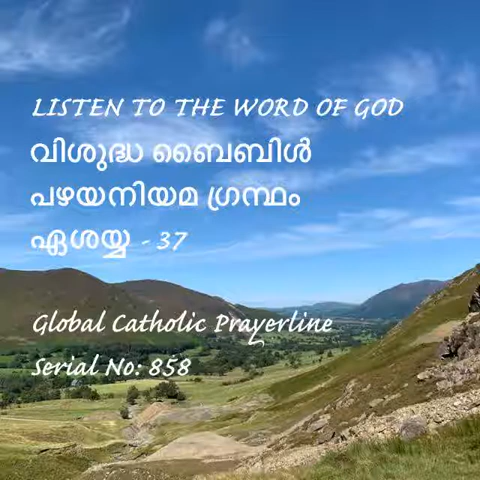 LISTEN TO THE WORD OF GOD
വിശുദ്ധ ബൈബിൾ
പഴയനിയമ ഗ്രന്ഥം
ഏശയ്യ - 37
Global Catholic Prayerline
Serial No: 858